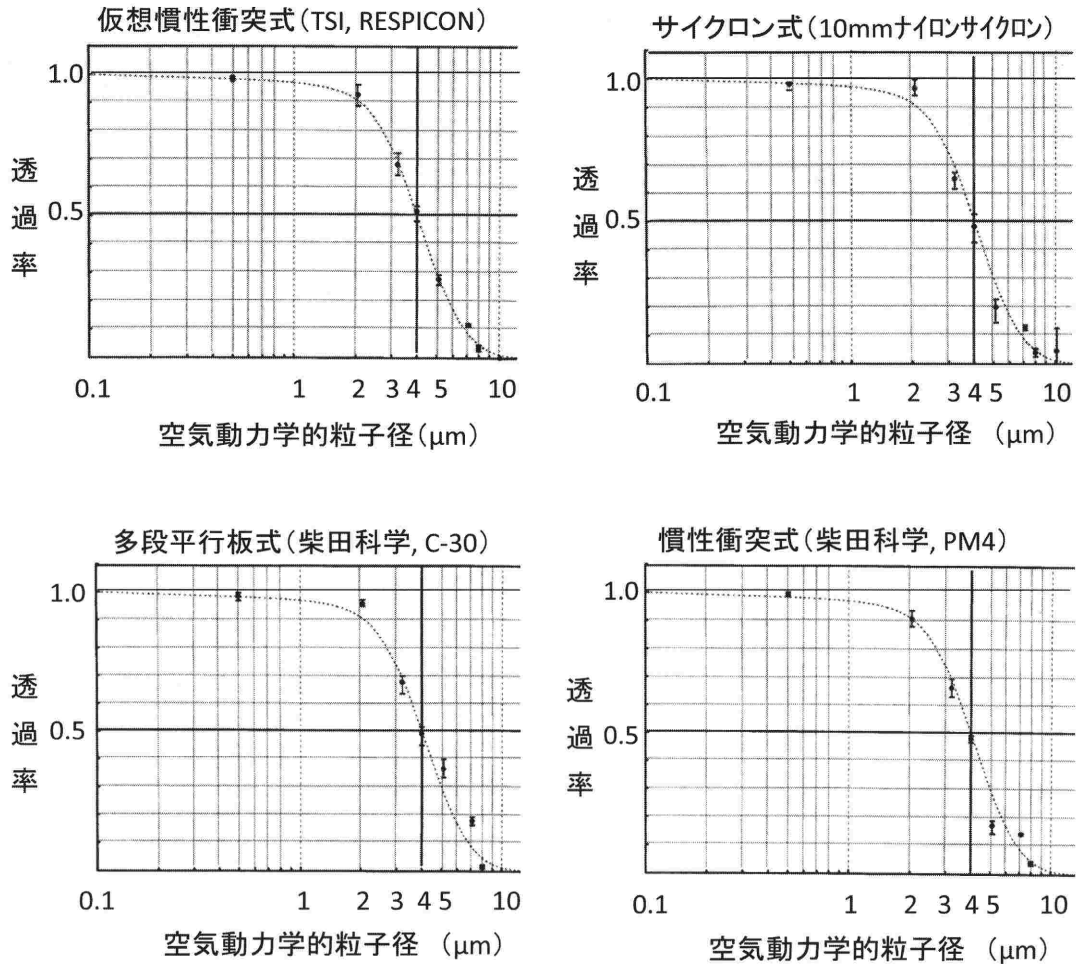 仮想慣性衝突式(TSI, RESPICON)
1.0
透過率
0.5
0.1 1 2 3 4 5 10
空気動力学的粒子径(μm)
サイクロン式(10mmナイロンサイクロン)
1.0
透過率
0.5
0.1 1 2 3 4 5 10
空気動力学的粒子径 (μm)
多段平行板式(柴田科学, C-30)
1.0
透過率
0.5
0.1 1 2 3 4 5 10
空気動力学的粒子径 (μm)
慣性衝突式(柴田科学, PM4)
1.0
透過率
0.5
0.1 1 2 3 4 5 10
空気動力学的粒子径 (μm)